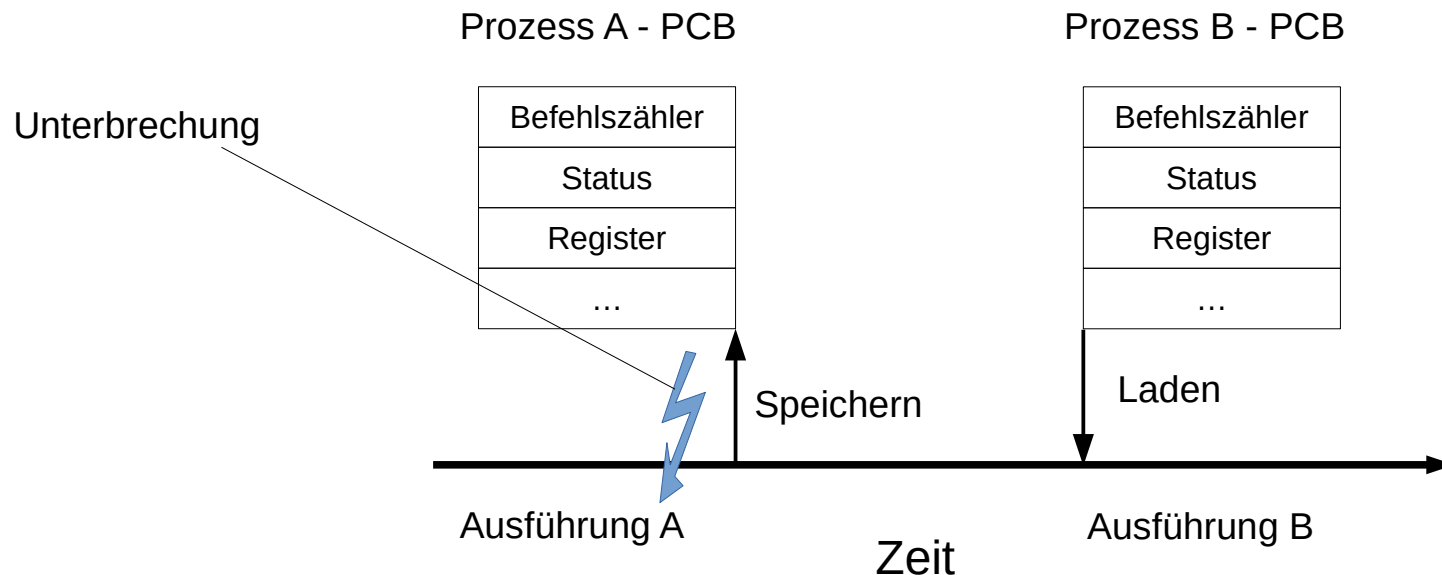 Prozess A - PCB
Prozess B - PCB
Unterbrechung
Befehlszähler
Status
Register
...
Befehlszähler
Status
Register
...
Speichern
Laden
Ausführung A
Ausführung B
Zeit